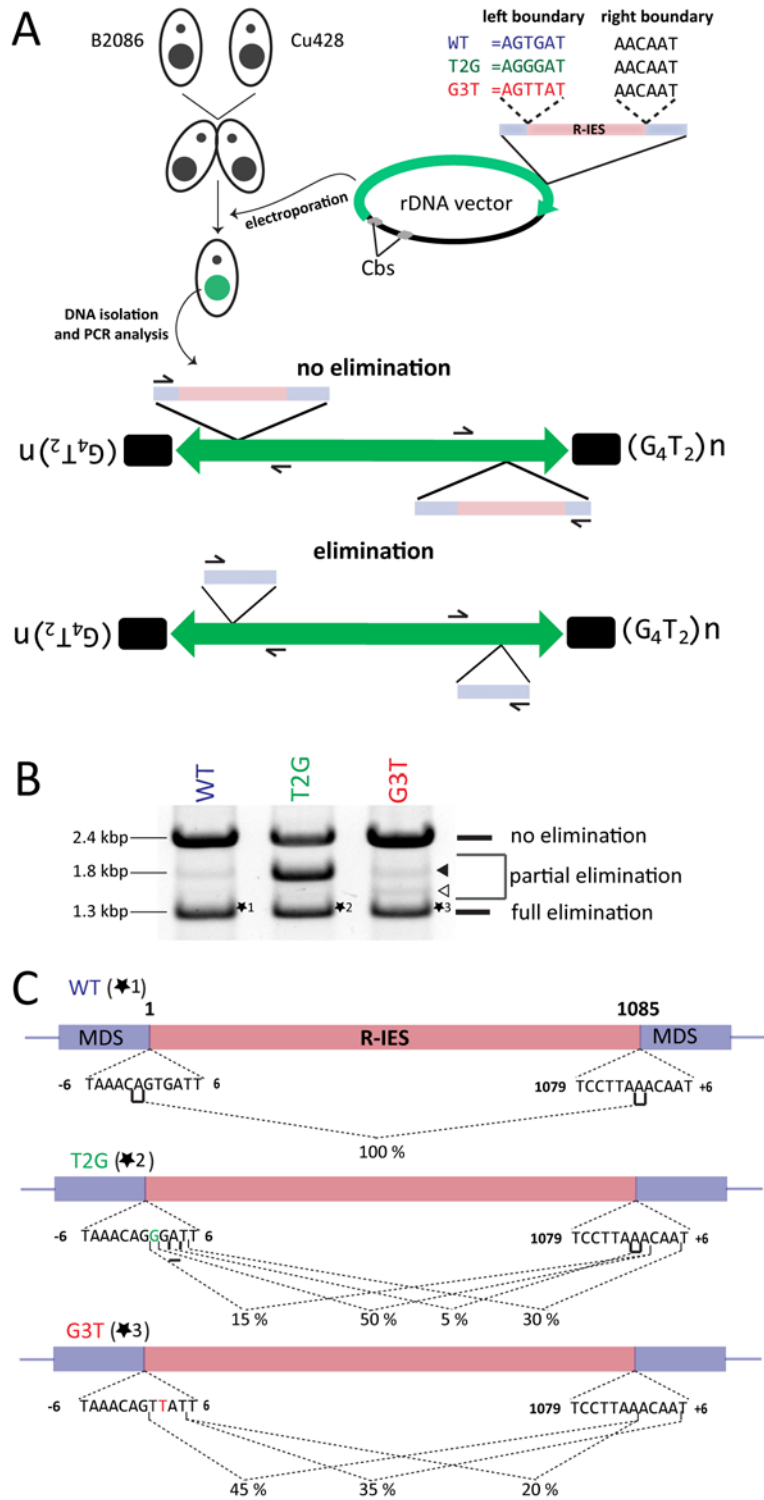 A
B2086
Cu428
left boundary
right boundary
WT =AGTGAT AACAAT
T2G =AGGGAT AACAAT
G3T =AGTTAT AACAAT
R-IES
electroporation
rDNA vector
Cbs
DNA isolation
and PCR analysis
no elimination
(G4T2)n
(G4T2)n
elimination
(G4T2)n
(G4T2)n
B
WT
T2G
G3T
2.4 kbp
no elimination
1.8 kbp
partial elimination
1.3 kbp
★1
★2
★3
full elimination
C
WT (★1)
1
1085
MDS
R-IES
MDS
-6 TAAACAGTGATT 6
1079 TCCTTAAACAAT +6
100 %
T2G (★2)
-6 TAAACAGGGATT 6
1079 TCCTTAAACAAT +6
15 % 50 % 5 % 30 %
G3T (★3)
-6 TAAACAGTTATT 6
1079 TCCTTAAACAAT +6
45 % 35 % 20 %